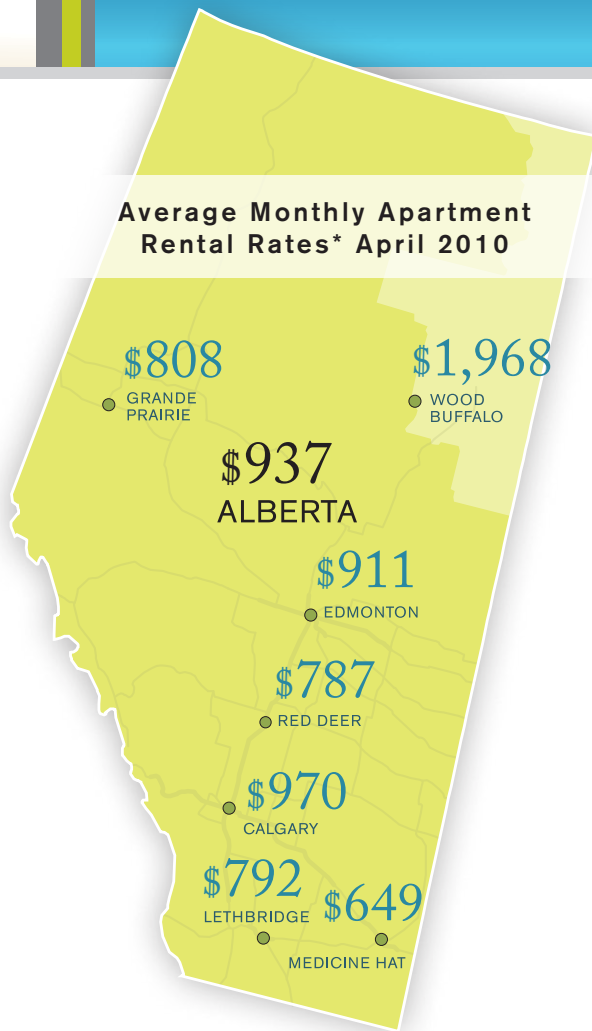 Average Monthly Apartment
Rental Rates* April 2010
$808
GRANDE
PRAIRIE
$1,968
WOOD
BUFFALO
$937
ALBERTA
$911
EDMONTON
$787
RED DEER
$970
CALGARY
$792
LETHBRIDGE
$649
MEDICINE HAT